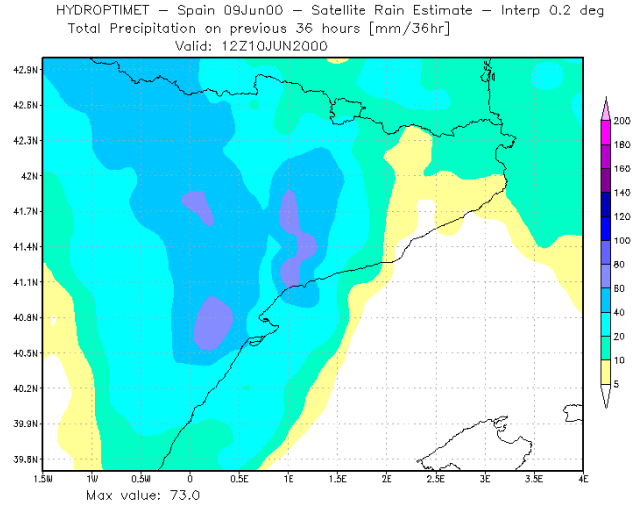 HYDROPTIMET – Spain 09Jun00 – Satellite Rain Estimate – Interp 0.2 deg
Total Precipitation on previous 36 hours [mm/36hr]
Valid: 12Z10JUN2000
42.9N
42.6N
42.3N
42N
41.7N
41.4N
41.1N
40.8N
40.5N
40.2N
39.9N
39.6N
1.5W 1W 0.5W 0 0.5E 1E 1.5E 2E 2.5E 3E 3.5E 4E
200
180
160
140
120
100
80
60
40
20
10
5
Max value: 73.0